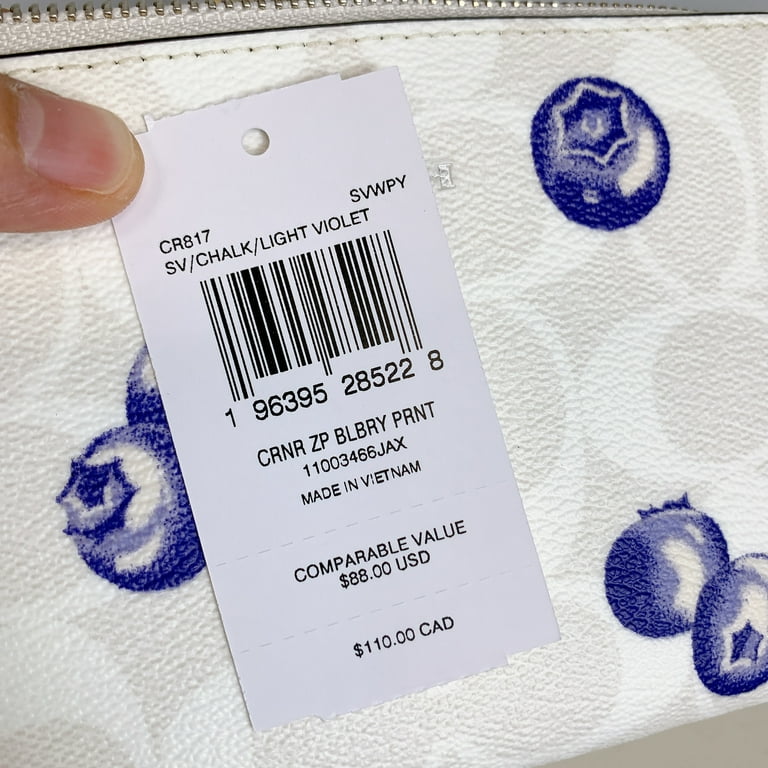 SVWPY
CR817
SV/CHALK/LIGHT VIOLET
1 96395 28522 8
CRNR ZP BLBRY PRNT
11003466JAX
MADE IN VIETNAM
COMPARABLE VALUE
$88.00 USD
$110.00 CAD